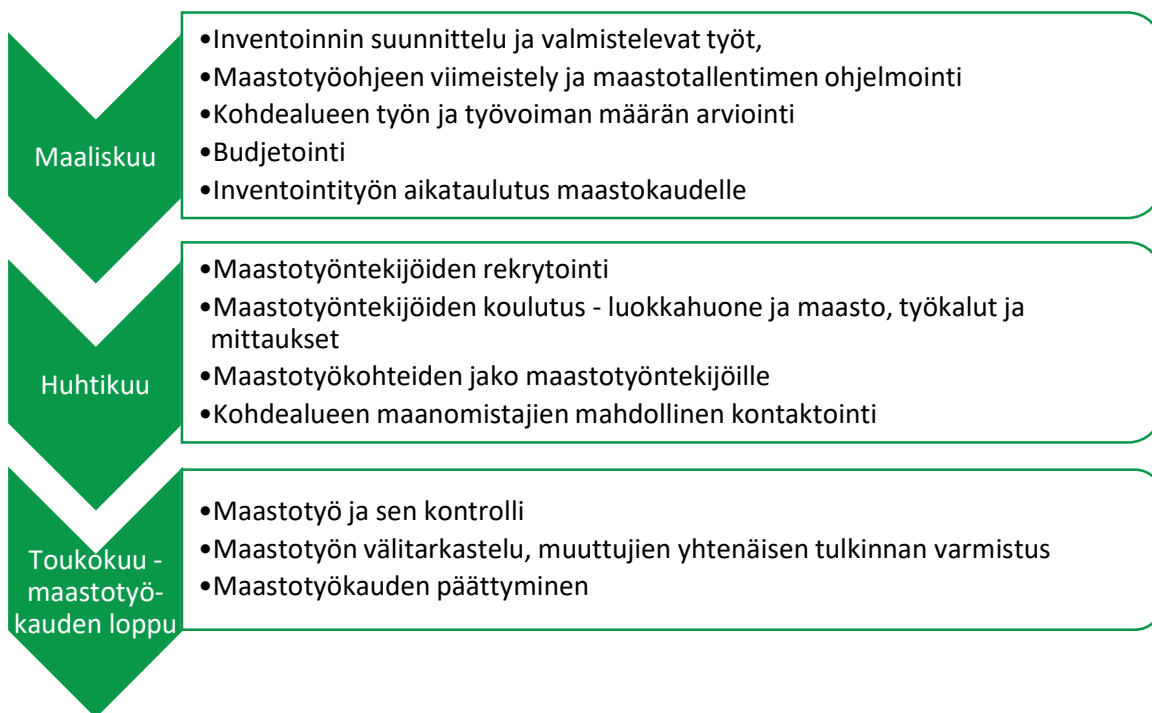 Maaliskuu
•Inventoinnin suunnittelu ja valmistelevat työt,
•Maastotyöohjeen viimeistely ja maastotallentimen ohjelmointi
•Kohdealueen työn ja työvoiman määrän arviointi
•Budjetointi
•Inventointityön aikataulutus maastokaudelle
Huhtikuu
•Maastotyöntekijöiden rekrytointi
•Maastotyöntekijöiden koulutus - luokkahuone ja maasto, työkalut ja
mittaukset
•Maastotyökohteiden jako maastotyöntekijöille
•Kohdealueen maanomistajien mahdollinen kontaktointi
Toukokuu -
maastotyö-
kauden loppu
•Maastotyö ja sen kontrolli
•Maastotyön välitarkastelu, muuttujien yhtenäisen tulkinnan varmistus
•Maastotyökauden päättyminen